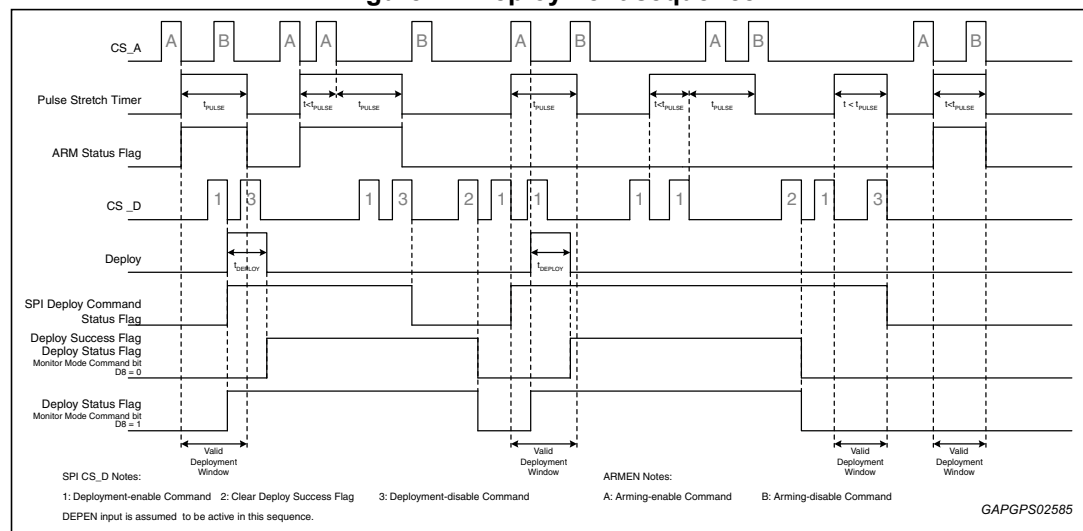 CS_A
A B A A B A B A B A B
Pulse Stretch Timer
tPULSE t<tPULSE tPULSE tPULSE t<tPULSE tPULSE t < tPULSE t<tPULSE
ARM Status Flag
CS _D
1 3 1 3 2 1 1 1 1 2 1 3
Deploy
tDEPLOY tDEPLOY
SPI Deploy Command
Status Flag
Deploy Success Flag
Deploy Status Flag
Monitor Mode Command bit
D8 = 0
Deploy Status Flag
Monitor Mode Command bit
D8 = 1
Valid
Deployment
Window
Valid
Deployment
Window
Valid
Deployment
Window
Valid
Deployment
Window
SPI CS_D Notes:
ARMEN Notes:
1: Deployment-enable Command 2: Clear Deploy Success Flag 3: Deployment-disable Command
A: Arming-enable Command B: Arming-disable Command
DEPEN input is assumed to be active in this sequence.
GAPGPS02585